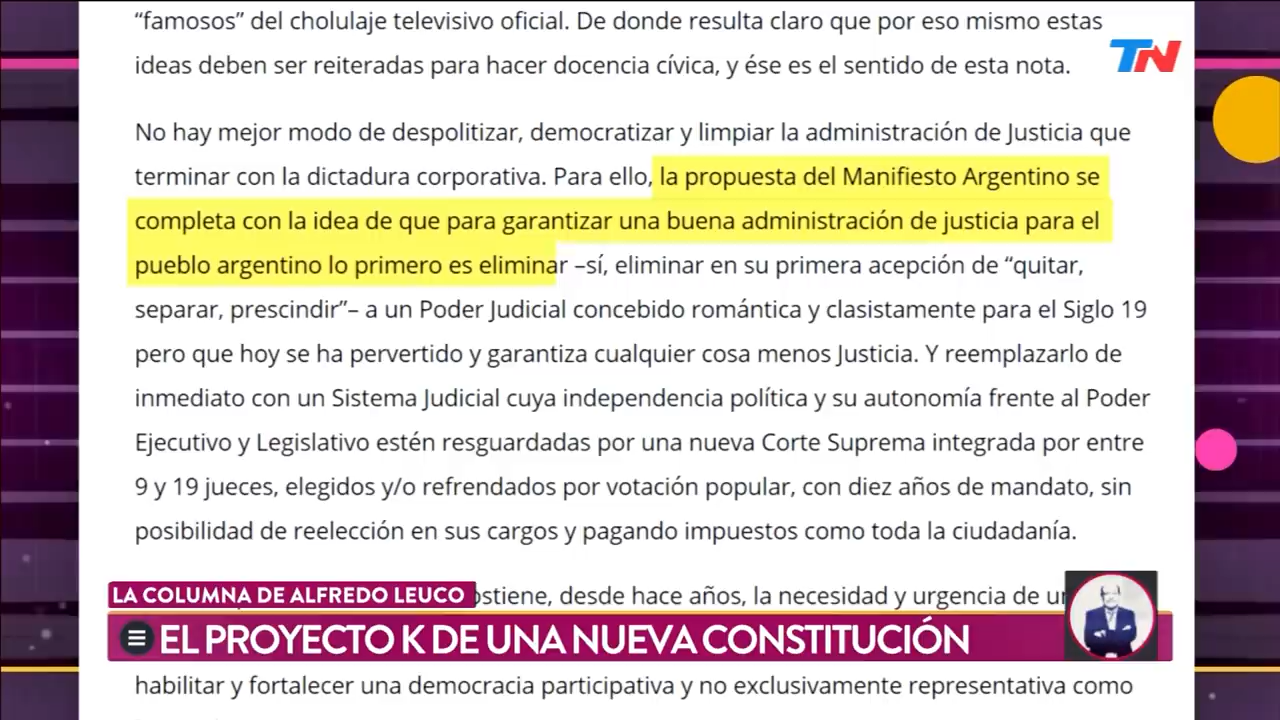 “famosos” del cholulaje televisivo oficial. De donde resulta claro que por eso mismo estas
ideas deben ser reiteradas para hacer docencia cívica, y ése es el sentido de esta nota.
TN
No hay mejor modo de despolitizar, democratizar y limpiar la administración de Justicia que
terminar con la dictadura corporativa. Para ello, la propuesta del Manifiesto Argentino se
completa con la idea de que para garantizar una buena administración de justicia para el
pueblo argentino lo primero es eliminar –sí, eliminar en su primera acepción de “quitar,
separar, prescindir”– a un Poder Judicial concebido romántica y clasistamente para el Siglo 19
pero que hoy se ha pervertido y garantiza cualquier cosa menos Justicia. Y reemplazarlo de
inmediato con un Sistema Judicial cuya independencia política y su autonomía frente al Poder
Ejecutivo y Legislativo estén resguardadas por una nueva Corte Suprema integrada por entre
9 y 19 jueces, elegidos y/o refrendados por votación popular, con diez años de mandato, sin
posibilidad de reelección en sus cargos y pagando impuestos como toda la ciudadanía.
desde hace años, la necesidad y urgencia de
LA COLUMNA DE ALFREDO LEUCO
EL PROYECTO K DE UNA NUEVA CONSTITUCIÓN
habilitar y fortalecer una democracia participativa y no exclusivamente representativa como